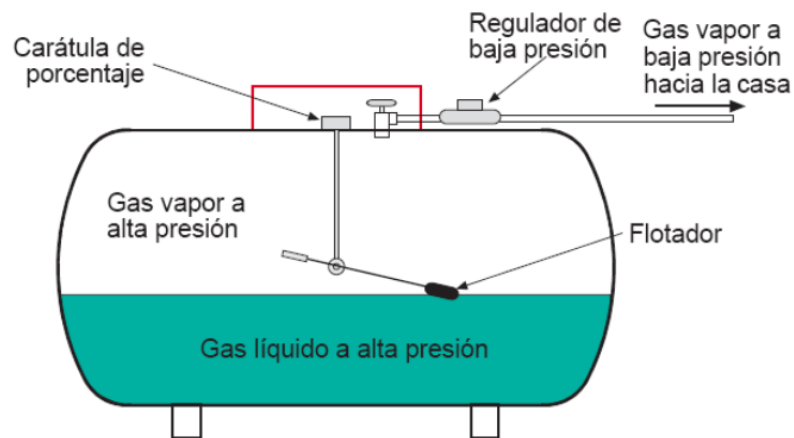 Carátula de
porcentaje
Regulador de
baja presión
Gas vapor a
baja presión
hacia la casa
Gas vapor a
alta presión
Flotador
Gas líquido a alta presión